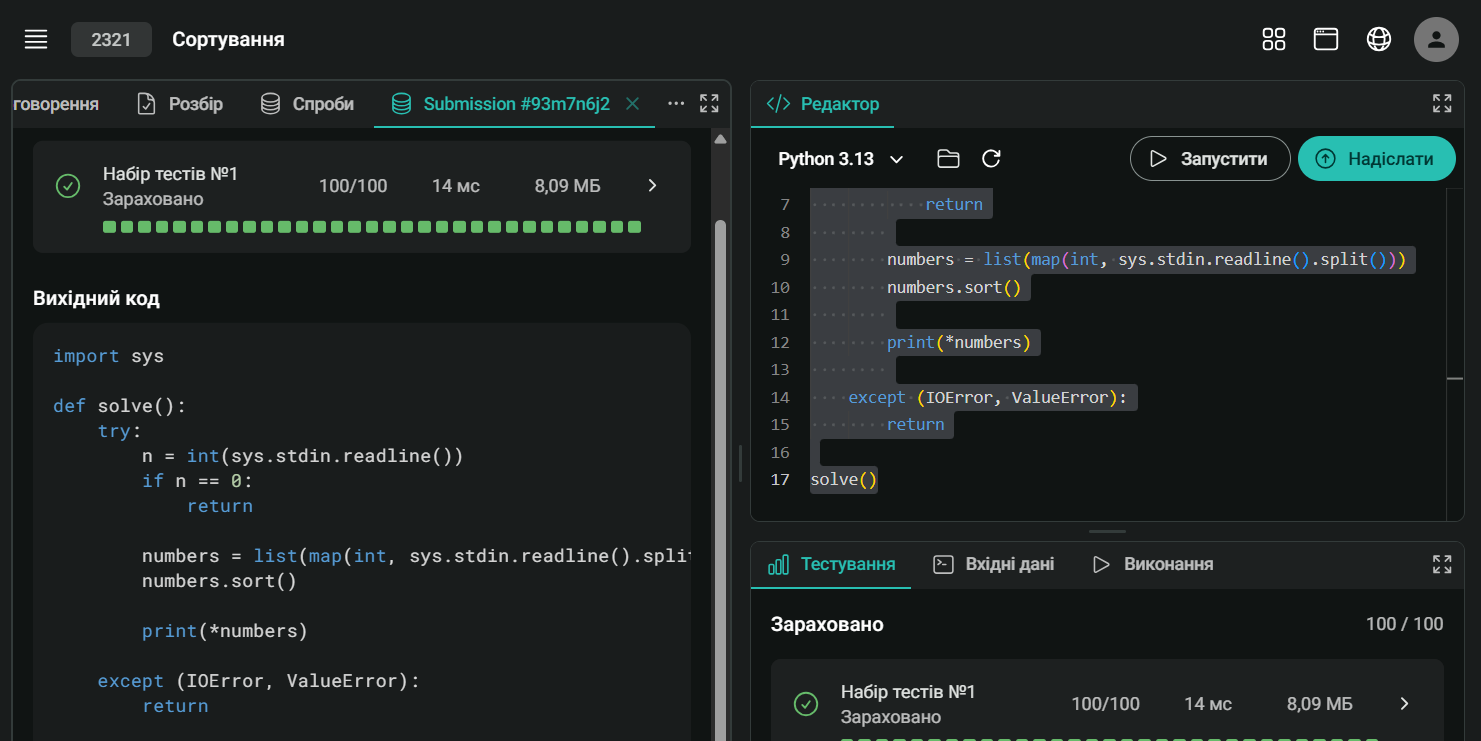 2321
Сортування
говорення
Розбір
Спроби
Submission #93m7n6j2
Набір тестів №1
Зараховано
100/100
14 мс
8,09 МБ
Вихідний код
import sys
def solve():
try:
n = int(sys.stdin.readline())
if n == 0:
return
numbers = list(map(int, sys.stdin.readline().split
numbers.sort()
print(*numbers)
except (IOError, ValueError):
return
Редактор
Python 3.13
Запустити
Надіслати
7 return
8
9 numbers = list(map(int, sys.stdin.readline().split()))
10 numbers.sort()
11
12 print(*numbers)
13
14 except (IOError, ValueError):
15 return
16
17 solve()
Тестування
Вхідні дані
Виконання
Зараховано
100 / 100
Набір тестів №1
Зараховано
100/100
14 мс
8,09 МБ